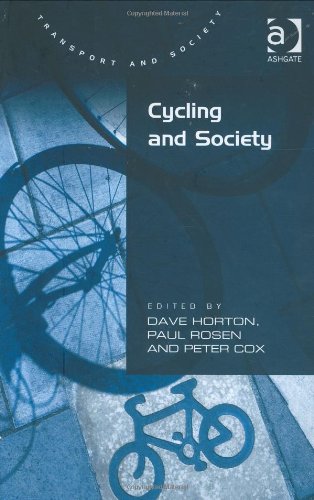 TRANSPORT AND SOCIETY
a
ASHGATE
Cycling
and Society
EDITED BY
DAVE HORTON,
PAUL ROSEN
AND PETER COX